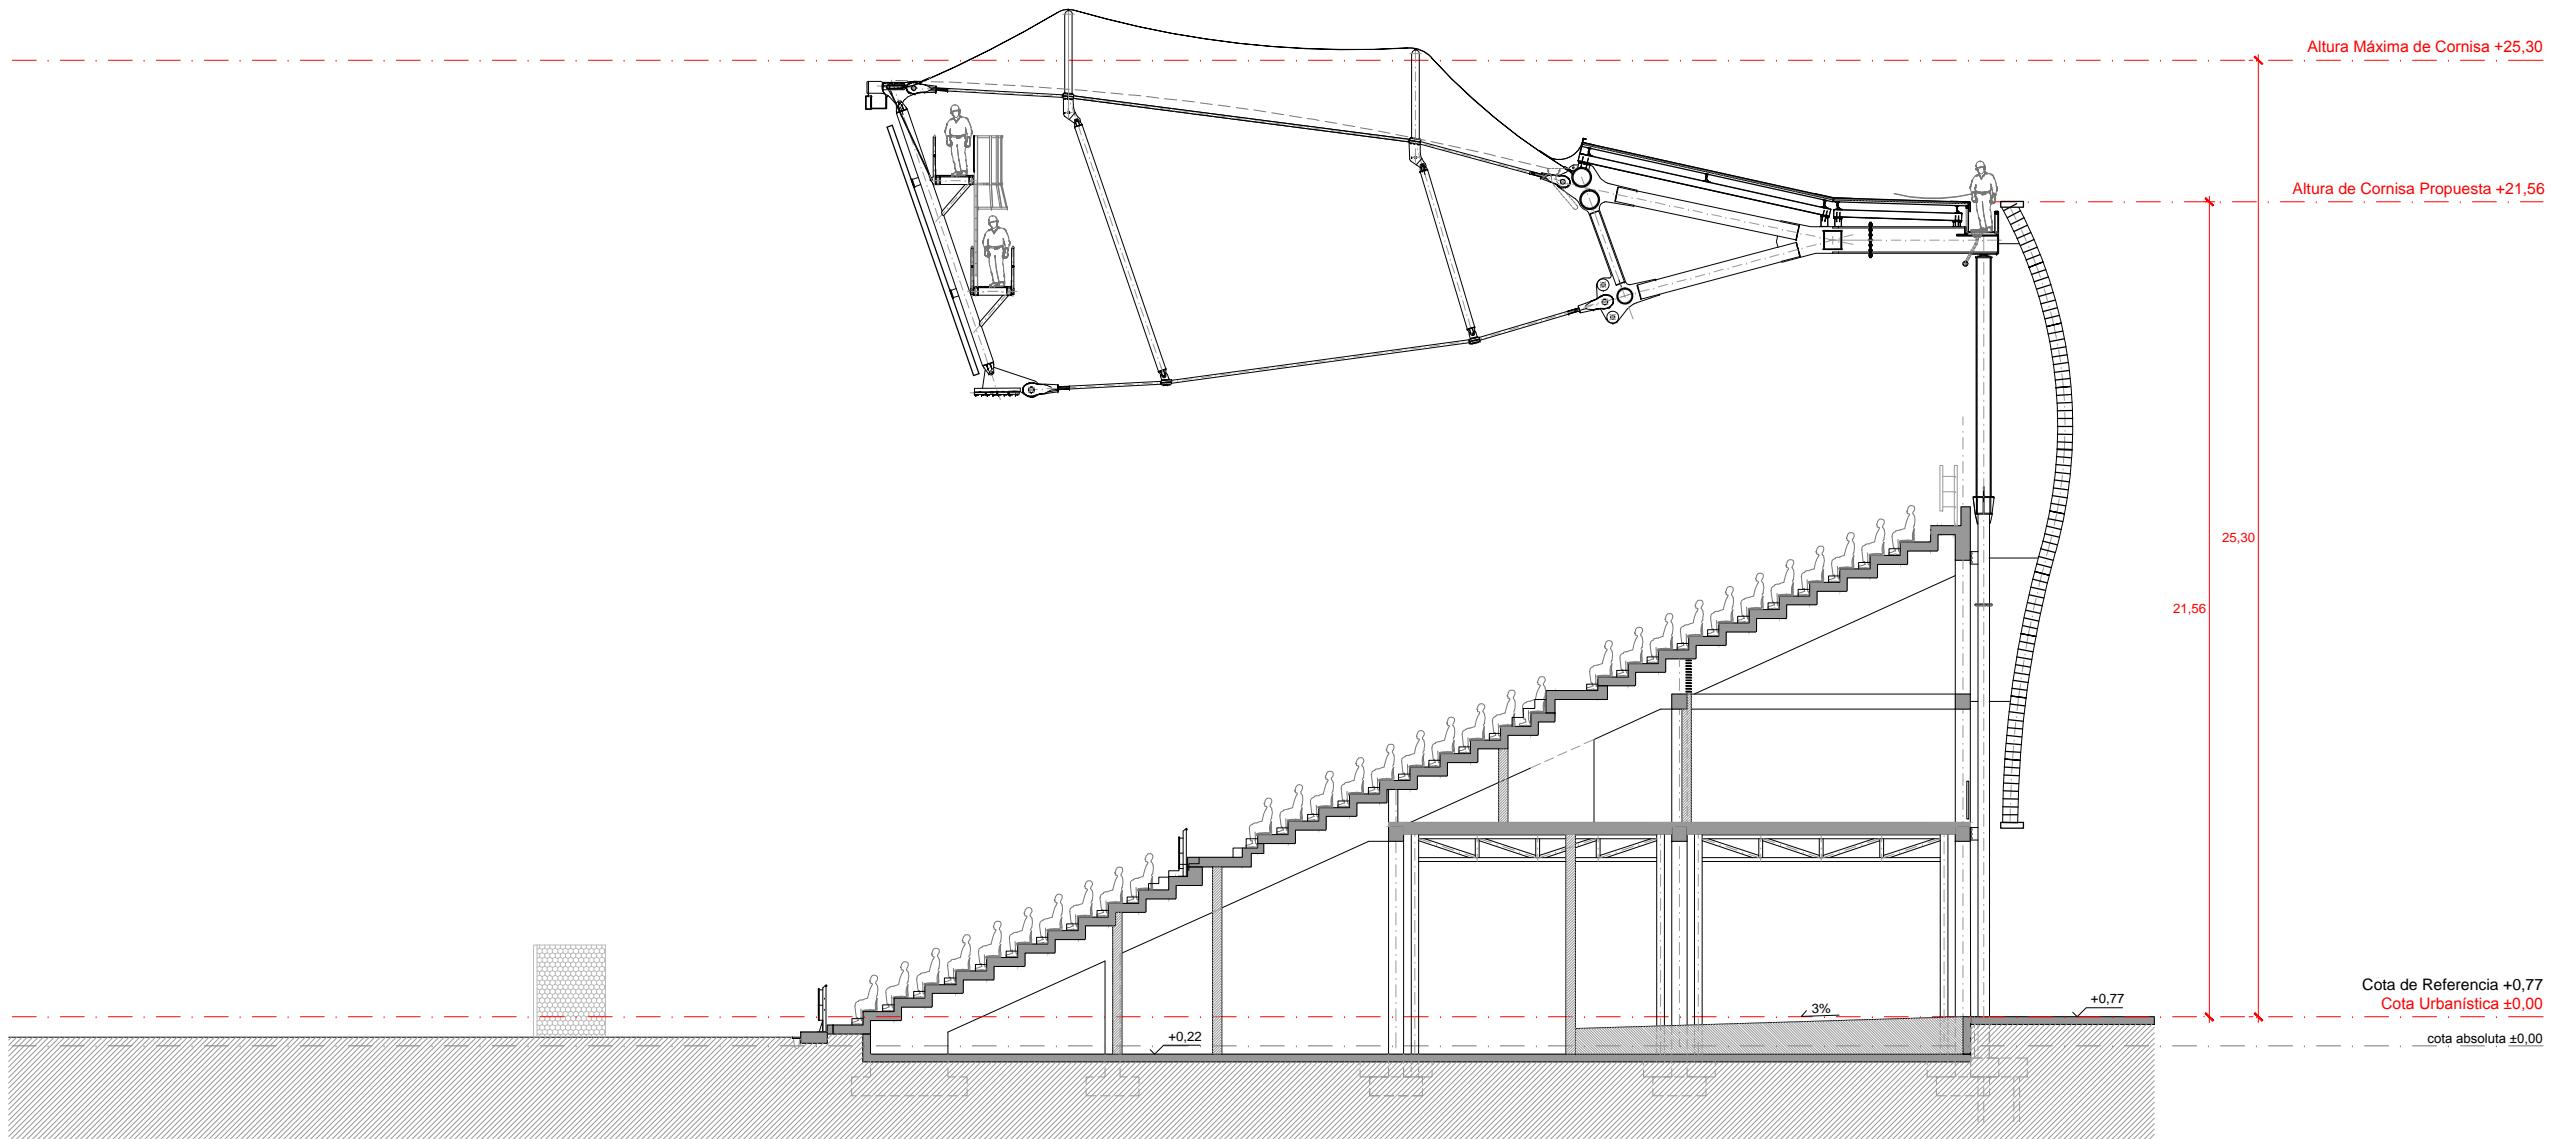 Altura Máxima de Cornisa +25,30
Altura de Cornisa Propuesta +21,56
25,30
21,56
Cota de Referencia +0,77
+0,77
Cota Urbanística ±0,00
3%
+0,22
cota absoluta ±0,00